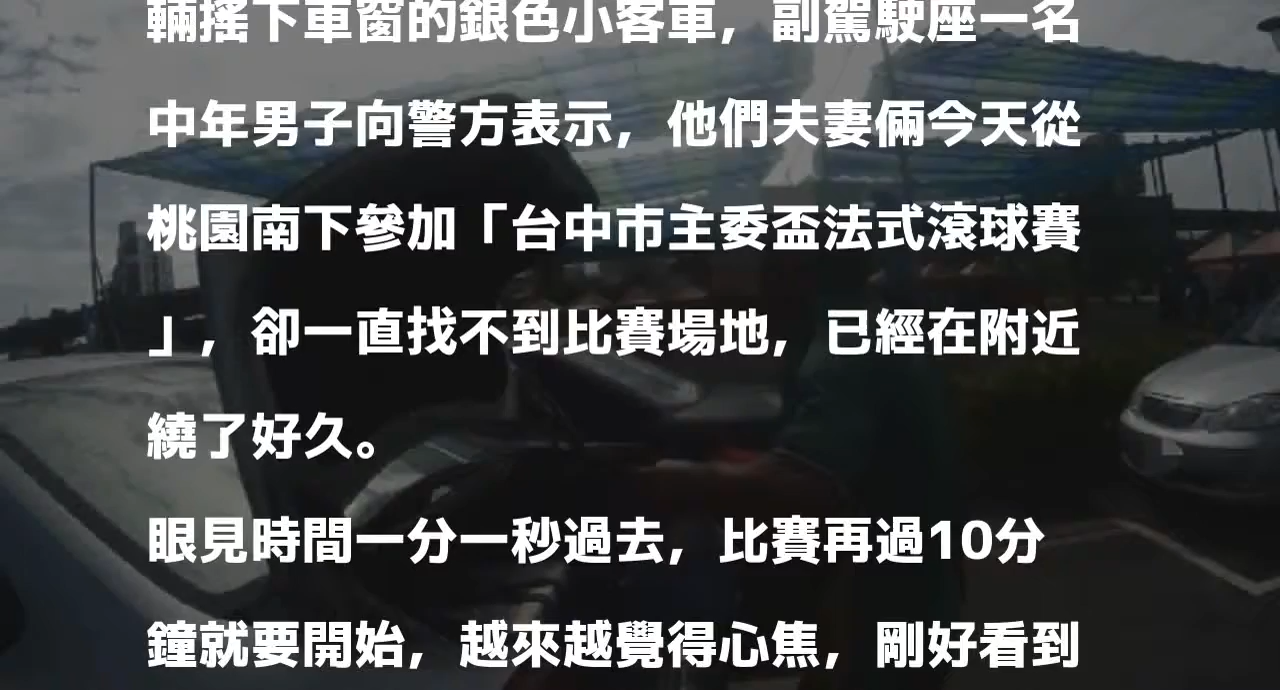 輛搖下車窗的銀色小客車，副駕駛座一名
中年男子向警方表示，他們夫妻倆今天從
桃園南下參加「台中市主委盃法式滾球賽
」，卻一直找不到比賽場地，已經在附近
繞了好久。
眼見時間一分一秒過去，比賽再過10分
鐘就要開始，越來越覺得心焦，剛好看到